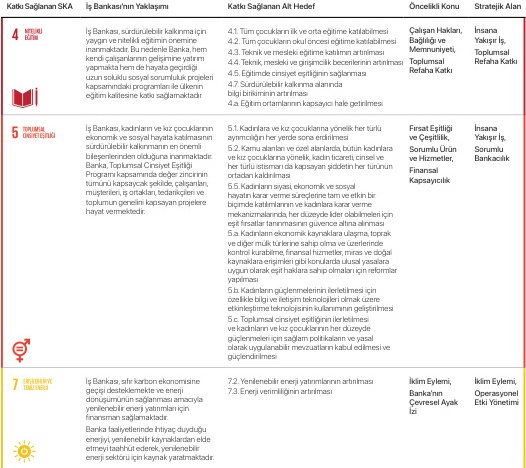 Katkı Sağlanan SKA
İş Bankası'nın Yaklaşımı
Katkı Sağlanan Alt Hedef
Öncelikli Konu
Stratejik Alan
4 NİTELİKLİ
EĞİTİM
İş Bankası, sürdürülebilir kalkınma için
yaygın ve nitelikli eğitimin önemine
inanmaktadır. Bu nedenle Banka, hem
kendi çalışanlarının gelişimine yatırım
yapmakta hem de hayata geçirdiği
uzun soluklu sosyal sorumluluk projeleri
kapsamındaki programları ile ülkenin
eğitim kalitesine katkı sağlamaktadır
4.1. Tüm çocukların ilk ve orta eğitime katılabilmesi
4.2. Tüm çocukların okul öncesi eğitime katılabilmesi
4.3. Teknik ve mesleki eğitime katılımın artırılması
4.4. Teknik, mesleki ve girişimcilik becerilerinin artırılması
4.5. Eğitimde cinsiyet eşitliğinin sağlanması
4.7. Sürdürülebilir kalkınma alanında
bilgi birikiminin artırılması
4.a. Eğitim ortamlarının kapsayıcı hale getirilmesi
Çalışan Hakları,
Bağlılığı ve
Memnuniyeti,
Toplumsal
Refaha Katkı
İnsana
Yakışır İş,
Toplumsal
Refaha Katkı
5 TOPLUMSAL
CİNSİYET EŞİTLİĞİ
İş Bankası, kadınların ve kız çocuklarının
ekonomik ve sosyal hayata katılmasının
sürdürülebilir kalkınmanın en önemli
bileşenlerinden olduğuna inanmaktadır.
Banka, Toplumsal Cinsiyet Eşitliği
Programı kapsamında değer zincirinin
tümünü kapsayacak şekilde, çalışanları,
müşterileri, iş ortakları, tedarikçileri ve
toplumun genelini kapsayan projelere
hayat vermektedir.
5.1. Kadınlara ve kız çocuklarına yönelik her türlü
ayrımcılığın her yerde sona erdirilmesi
5.2. Kamu alanları ve özel alanlarda, bütün kadınlara
ve kız çocuklarına yönelik, kadın ticareti, cinsel ve
her türlü istismarı da kapsayan şiddetin her türünün
ortadan kaldırılması
5.5. Kadınların siyasi, ekonomik ve sosyal
hayatın karar verme süreçlerine tam ve etkin bir
biçimde katılımlarının ve kadınlara karar verme
mekanizmalarında, her düzeyde lider olabilmeleri için
eşit fırsatlar tanınmasının güvence altına alınması
5.a. Kadınların ekonomik kaynaklara ulaşma, toprak
ve diğer mülk türlerine sahip olma ve üzerlerinde
kontrol kurabilme, finansal hizmetler, miras ve doğal
kaynaklara erişimleri gibi konularda ulusal yasalara
uygun olarak eşit haklara sahip olmaları için reformlar
yapılması
5.b. Kadınların güçlenmelerinin ilerletilmesi için
özellikle bilgi ve iletişim teknolojileri olmak üzere
etkinleştirme teknolojisinin kullanımının geliştirilmesi
5.c. Toplumsal cinsiyet eşitliğinin ilerletilmesi
ve kadınların ve kız çocuklarının her düzeyde
güçlenmeleri için sağlam politikaların ve yasal
olarak uygulanabilir mevzuatların kabul edilmesi ve
güçlendirilmesi
Fırsat Eşitliği
ve Çeşitlilik,
Sorumlu Ürün
ve Hizmetler,
Finansal
Kapsayıcılık
İnsana
Yakışır İş,
Sorumlu
Bankacılık
7 ERİŞİLEBİLİR VE
TEMİZ ENERJİ
İş Bankası, sıfır karbon ekonomisine
geçişi desteklemekte ve enerji
dönüşümünün sağlanması amacıyla
yenilenebilir enerji yatırımları için
finansman sağlamaktadır.
Banka faaliyetlerinde ihtiyaç duyduğu
enerjiyi, yenilenebilir kaynaklardan elde
etmeyi taahhüt ederek, yenilenebilir
enerji sektörü için kaynak yaratmaktadır.
7.2. Yenilenebilir enerji yatırımlarının artırılması
7.3. Enerji verimliliğinin artırılması
İklim Eylemi,
Banka'nın
Çevresel Ayak
İzi
İklim Eylemi,
Operasyonel
Etki Yönetimi